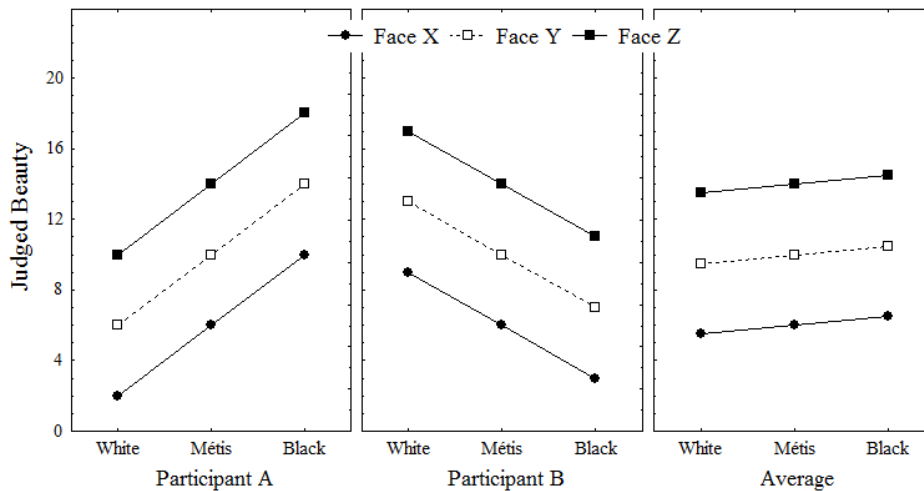 Face X Face Y Face Z
Judged Beauty
20
16
12
8
4
0
White Métis Black White Métis Black White Métis Black
Participant A Participant B Average